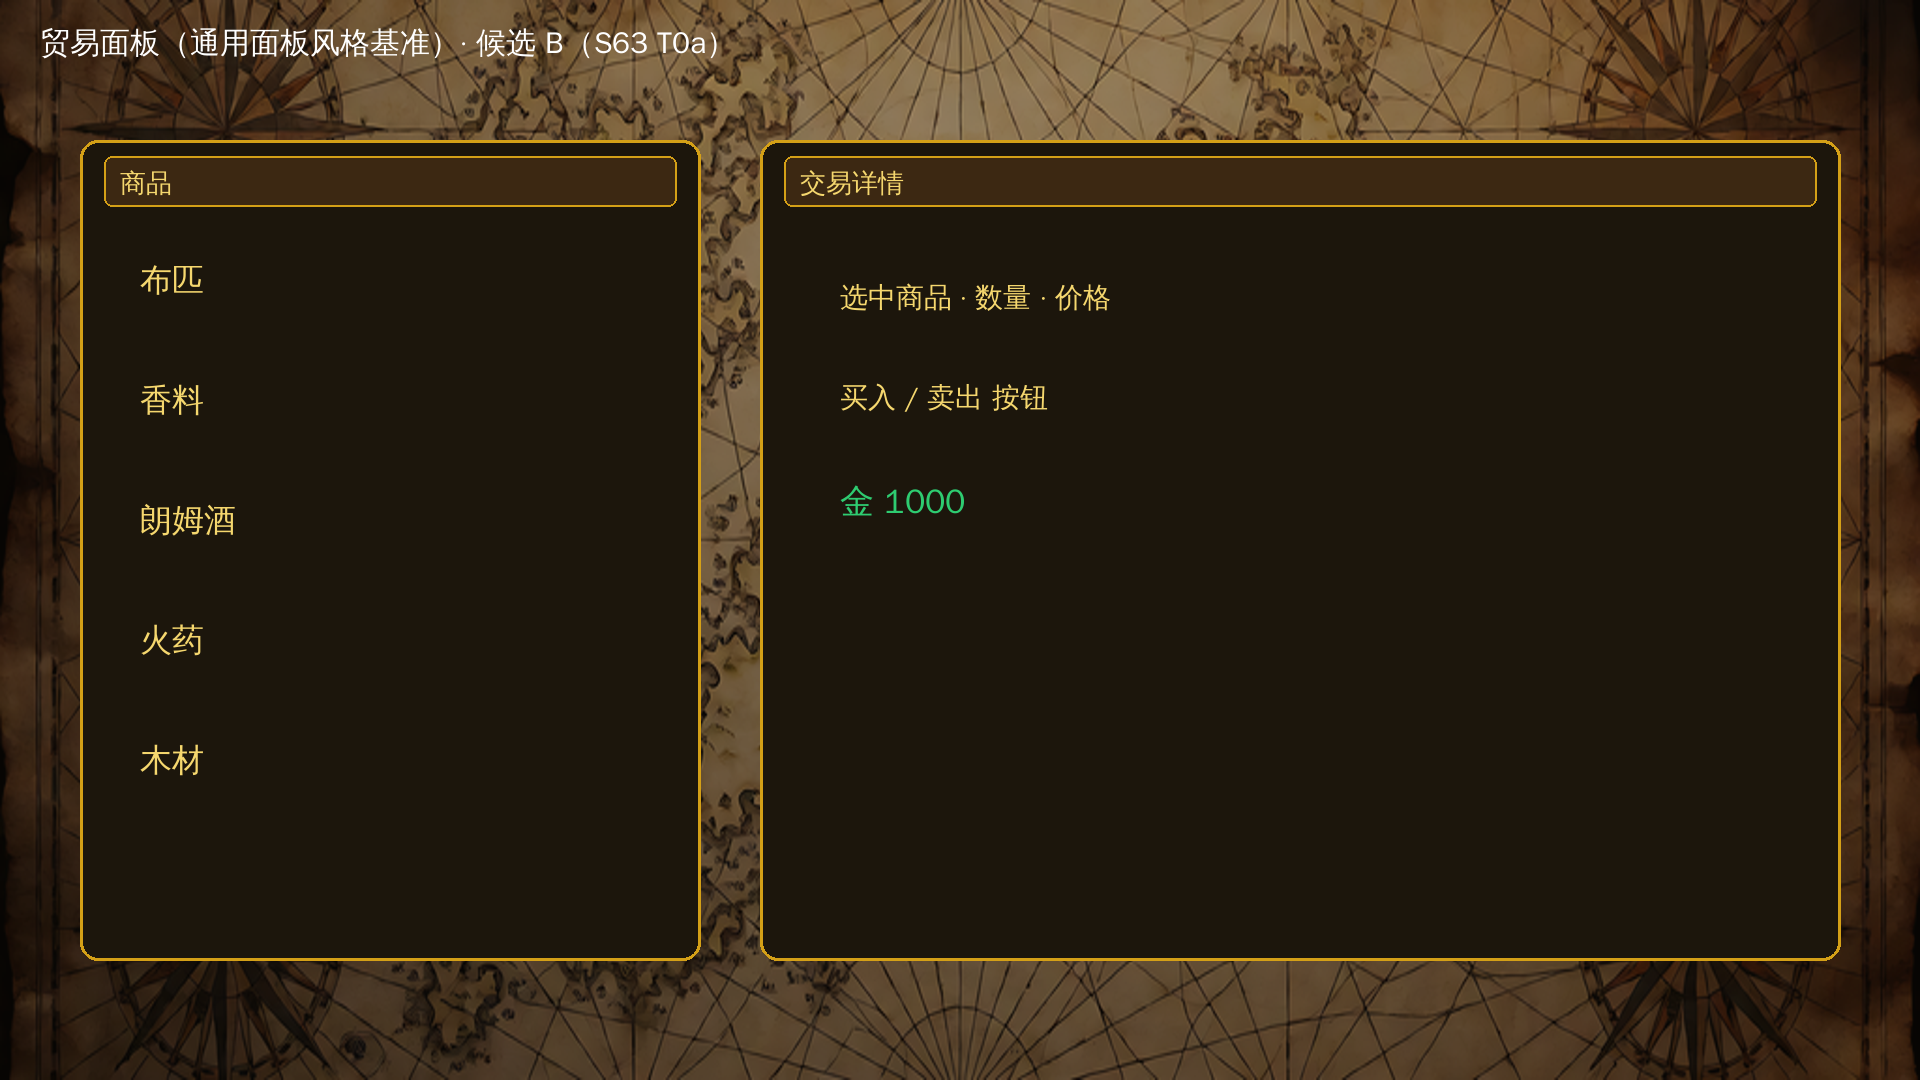 贸易面板（通用面板风格基准）· 候选 B（S63 T0a）
商品
布匹
香料
朗姆酒
火药
木材
交易详情
选中商品 · 数量 · 价格
买入 / 卖出 按钮
金 1000